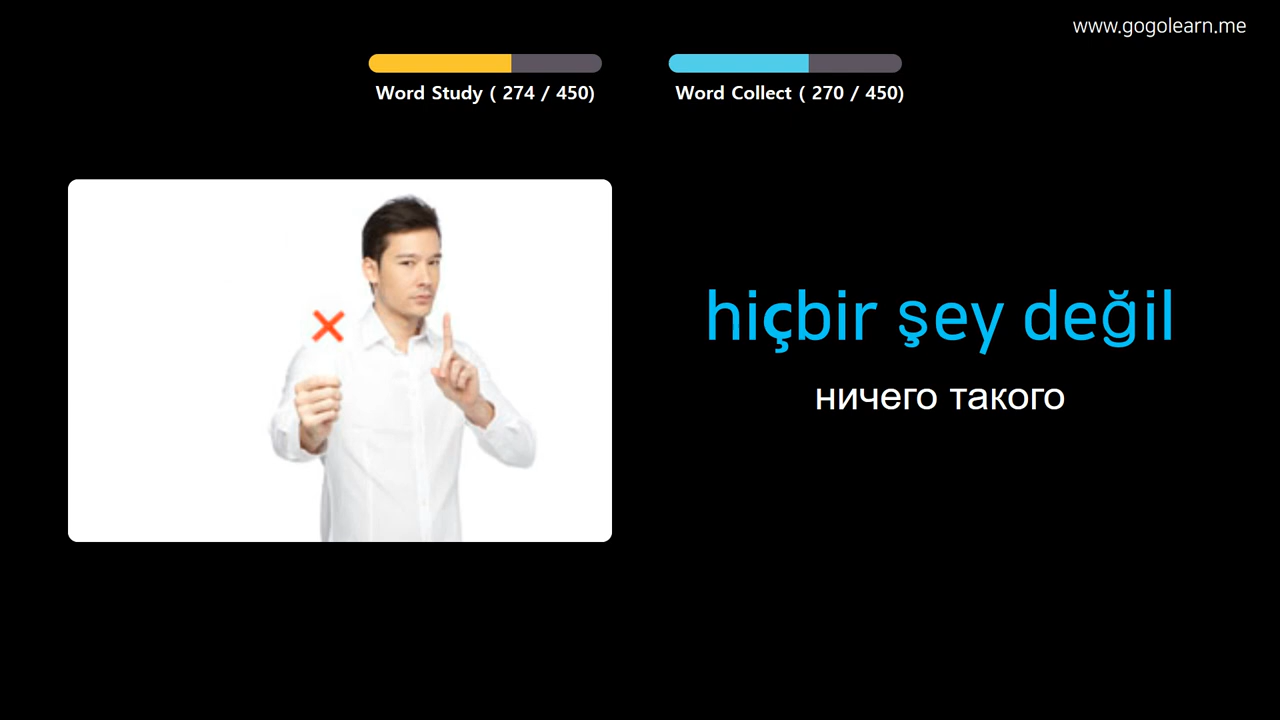 www.gogolearn.me
Word Study ( 274 / 450)
Word Collect ( 270 / 450)
hiçbir şey değil
ничего такого